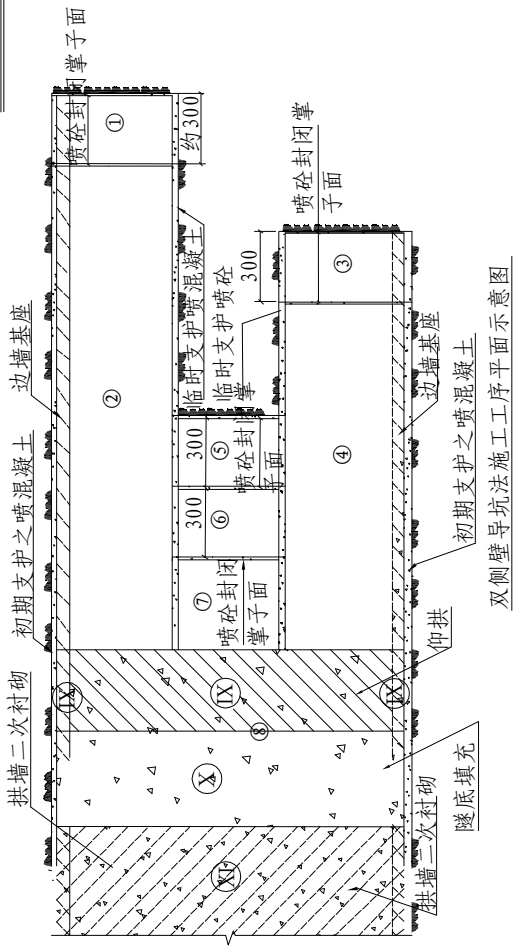 喷砼封闭掌子面
①
约300
边墙基座
初期支护之喷混凝土
②
临时支护喷混凝土
临时支护喷砼
喷砼封闭掌
子面
300
③
⑤
300
喷砼封闭掌
子面
⑥
300
⑦
喷砼封闭
掌子面
④
边墙基座
初期支护之喷混凝土
仰拱
拱墙二次衬砌
Ⅸ
Ⅸ
Ⅸ
⑧
Ⅹ
Ⅺ
隧底填充
拱墙二次衬砌
双侧壁导坑法施工工序平面示意图